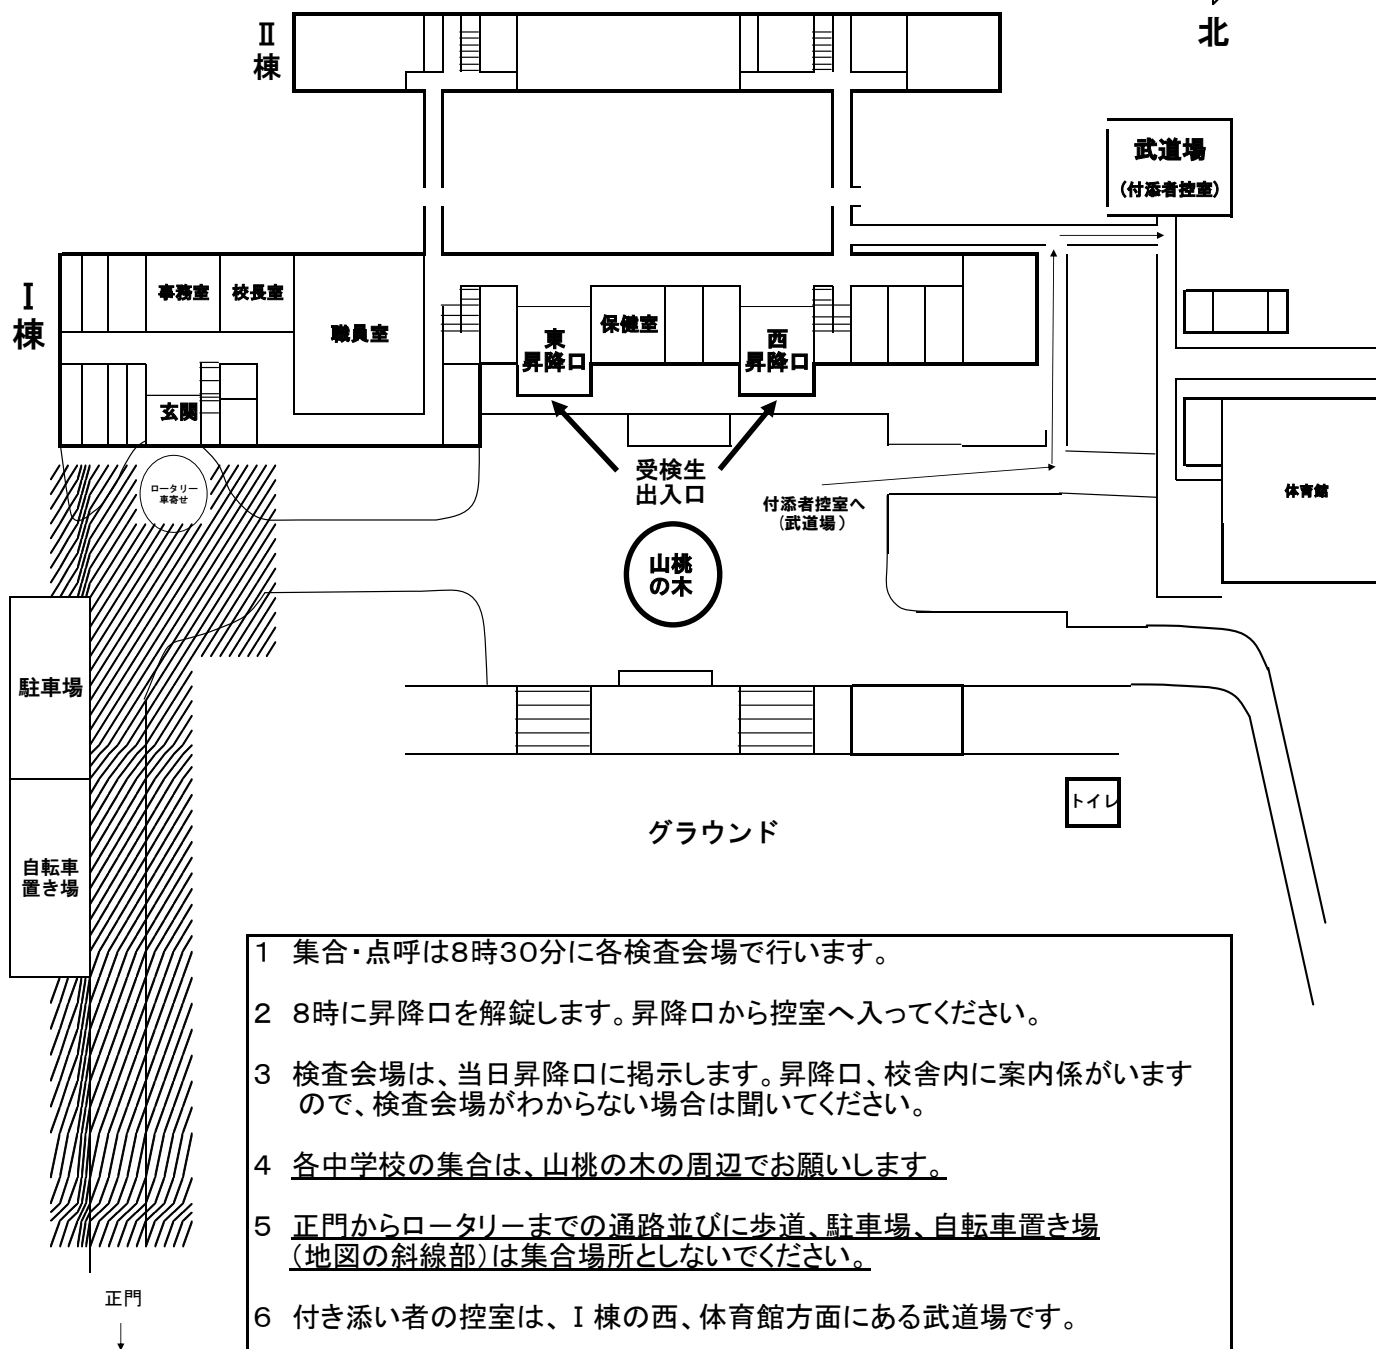 北
Ⅱ
棟
武道場
(付添者控室)
Ⅰ
棟
事務室
校長室
職員室
保健室
東
昇降口
西
昇降口
玄関
ロータリー
車寄せ
受検生
出入口
付添者控室へ
(武道場)
体育館
山桃
の木
駐車場
トイレ
グラウンド
自転車
置き場
1 集合・点呼は8時30分に各検査会場で行います。
2 8時に昇降口を解錠します。昇降口から控室へ入ってください。
3 検査会場は、当日昇降口に掲示します。昇降口、校舎内に案内係がいます
ので、検査会場がわからない場合は聞いてください。
4 各中学校の集合は、山桃の木の周辺でお願いします。
5 正門からロータリーまでの通路並びに歩道、駐車場、自転車置き場
(地図の斜線部)は集合場所としないでください。
6 付き添い者の控室は、Ⅰ棟の西、体育館方面にある武道場です。
正門